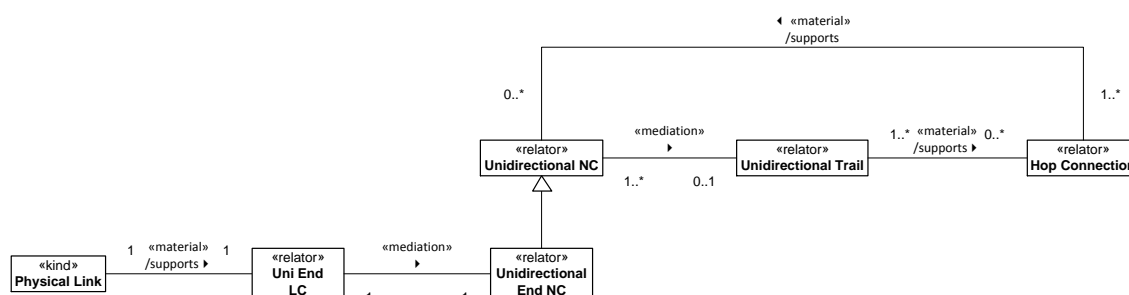 ◄ «material»
/supports
0..*
1..*
«mediation»
►
1..* «material» 0..*
/supports ►
«relator»
Unidirectional NC
«relator»
Unidirectional Trail
«relator»
Hop Connection
1..*
0..1
1 «material» 1
/supports ►
«mediation»
►
«kind»
Physical Link
«relator»
Uni End
LC
«relator»
Unidirectional
End NC